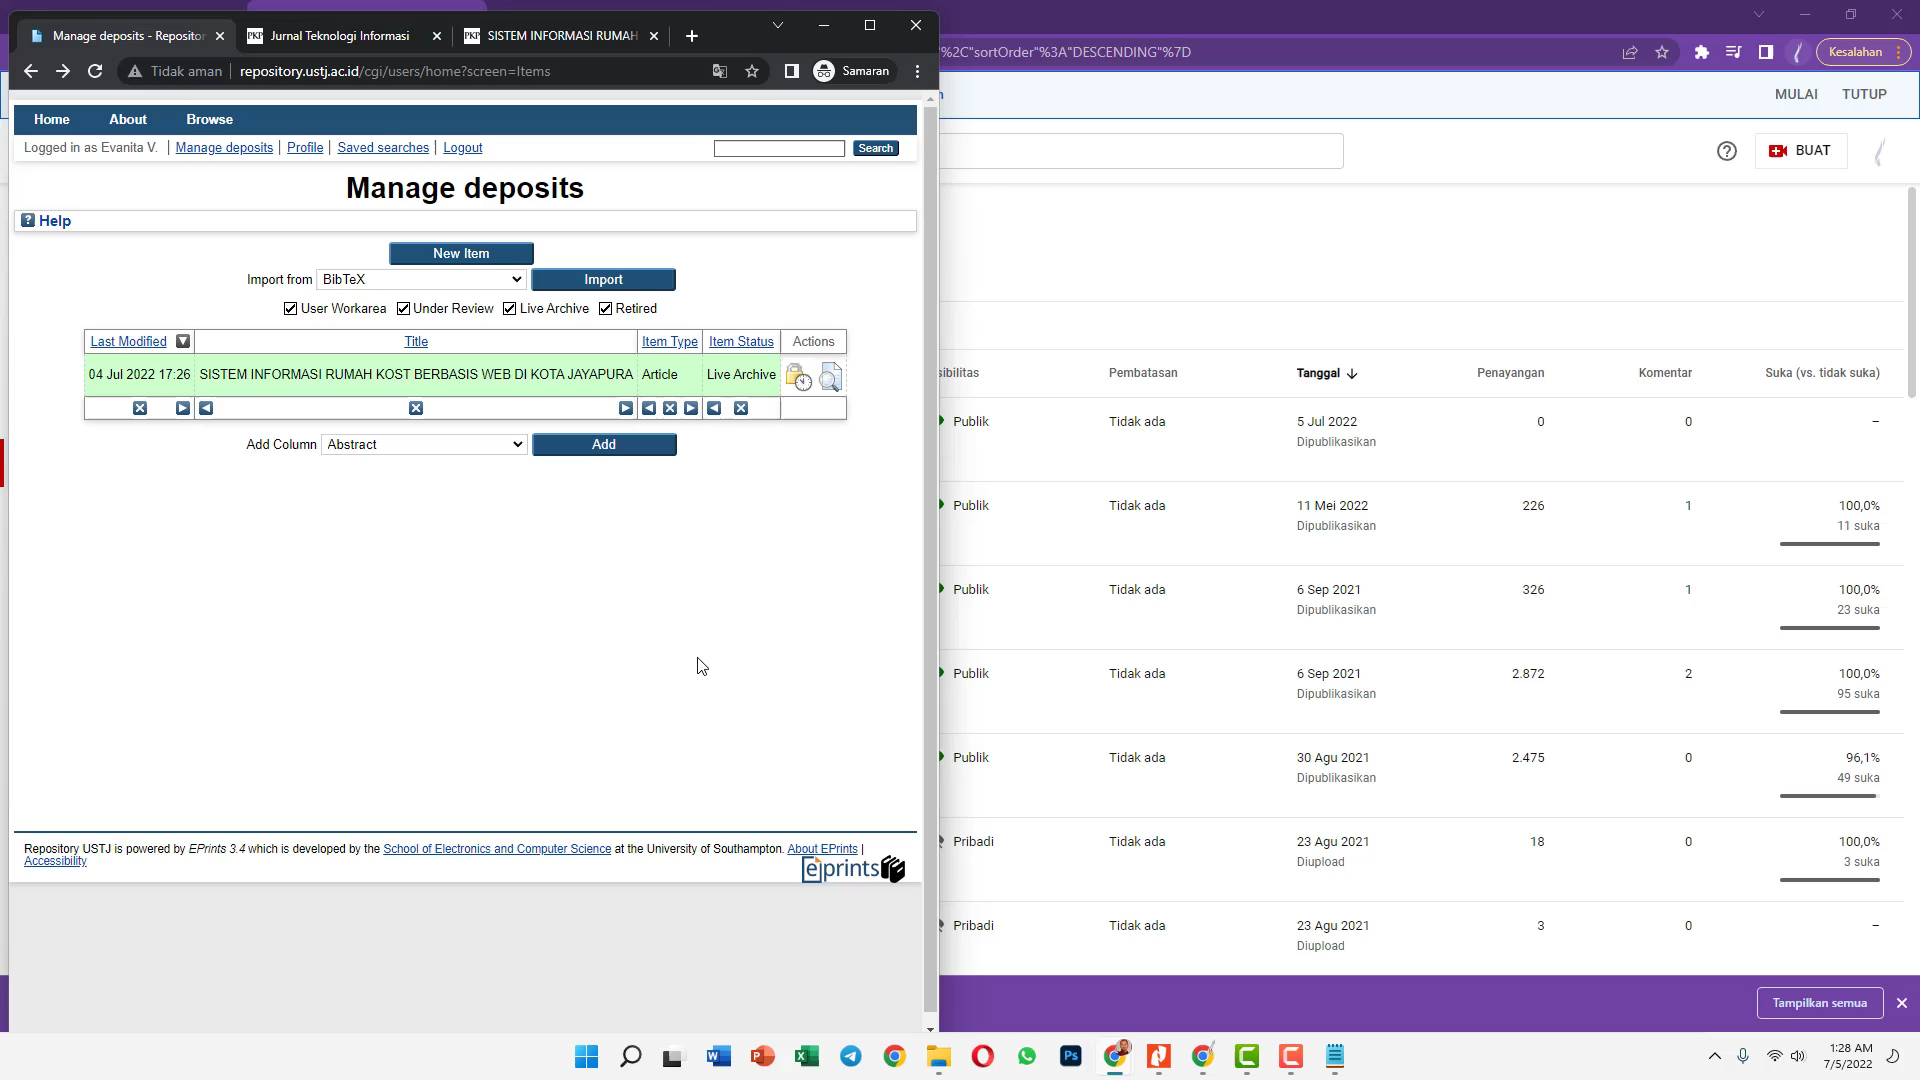 Manage deposits - Repositor
Jurnal Teknologi Informasi
SISTEM INFORMASI RUMAH
Tidak aman
repository.ustj.ac.id/cgi/users/home?screen=Items
Samaran
%2C"sortOrder"%3A"DESCENDING"%7D
Kesalahan
Home About Browse
Logged in as Evanita V. | Manage deposits | Profile | Saved searches | Logout
Search
Manage deposits
? Help
New Item
Import from BibTeX Import
User Workarea Under Review Live Archive Retired
Last Modified Title Item Type Item Status Actions
04 Jul 2022 17:26 SISTEM INFORMASI RUMAH KOST BERBASIS WEB DI KOTA JAYAPURA Article Live Archive
Add Column Abstract Add
Repository USTJ is powered by EPrints 3.4 which is developed by the School of Electronics and Computer Science at the University of Southampton. About EPrints |
Accessibility
eprints
MULAI TUTUP
BUAT
sibilitas Pembatasan Tanggal Penayangan Komentar Suka (vs. tidak suka)
Publik Tidak ada 5 Jul 2022 0 0 –
Dipublikasikan
Publik Tidak ada 11 Mei 2022 226 1 100,0%
Dipublikasikan 11 suka
Publik Tidak ada 6 Sep 2021 326 1 100,0%
Dipublikasikan 23 suka
Publik Tidak ada 6 Sep 2021 2.872 2 100,0%
Dipublikasikan 95 suka
Publik Tidak ada 30 Agu 2021 2.475 0 96,1%
Dipublikasikan 49 suka
Pribadi Tidak ada 23 Agu 2021 18 0 100,0%
Diupload 3 suka
Pribadi Tidak ada 23 Agu 2021 3 0 –
Diupload
Tampilkan semua
1:28 AM
7/5/2022